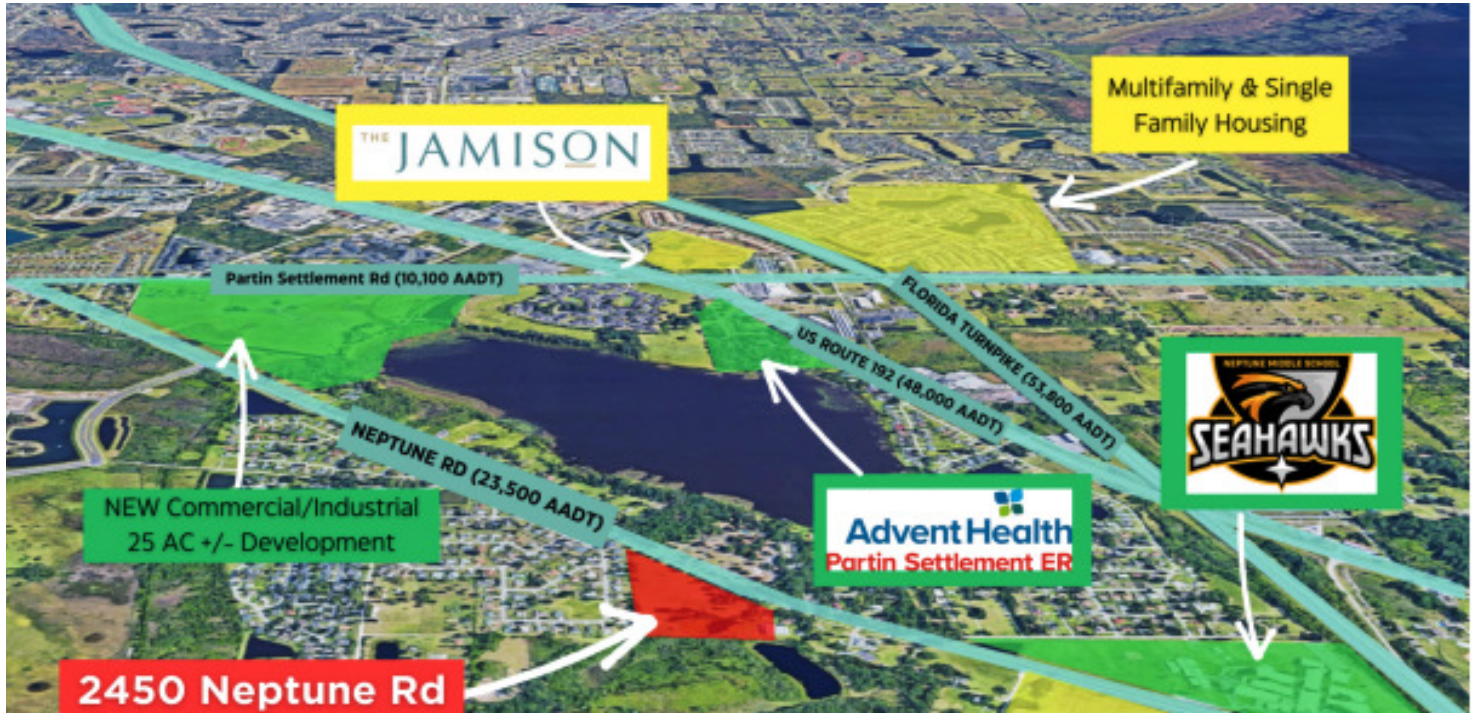 THE JAMISON
Multifamily & Single
Family Housing
Partin Settlement Rd (10,100 AADT)
FLORIDA TURNPIKE (53,800 AADT)
US ROUTE 192 (48,000 AADT)
NEPTUNE RD (23,500 AADT)
NEPTUNE MIDDLE SCHOOL
SEAHAWKS
NEW Commercial/Industrial
25 AC +/- Development
AdventHealth
Partin Settlement ER
2450 Neptune Rd